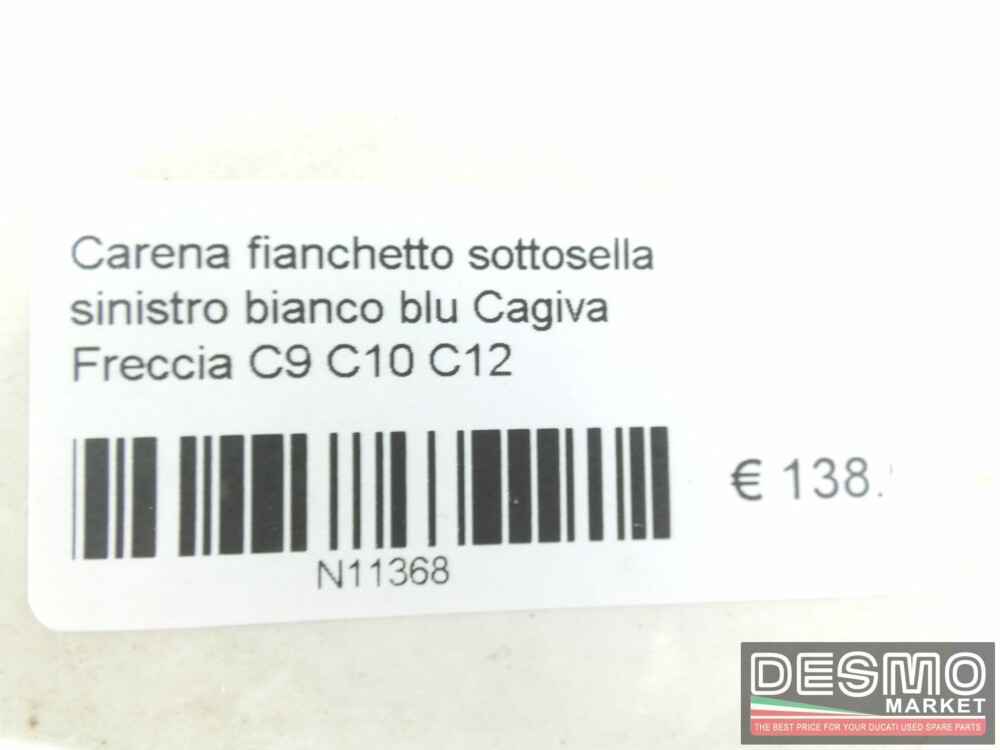 Carena fianchetto sottosella
sinistro bianco blu Cagiva
Freccia C9 C10 C12
€ 138.
N11368
DESMO
MARKET
THE BEST PRICE FOR YOUR DUCATI USED SPARE PARTS